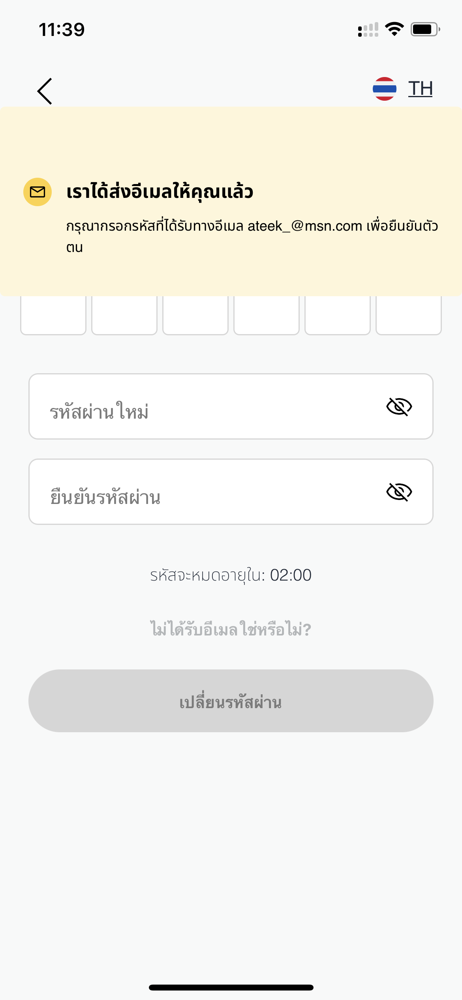 11:39
TH
เราได้ส่งอีเมลให้คุณแล้ว
กรุณากรอกรหัสที่ได้รับทางอีเมล ateek_@msn.com เพื่อยืนยันตัว
ตน
รหัสผ่านใหม่
ยืนยันรหัสผ่าน
รหัสจะหมดอายุใน: 02:00
ไม่ได้รับอีเมลใช่หรือไม่?
เปลี่ยนรหัสผ่าน